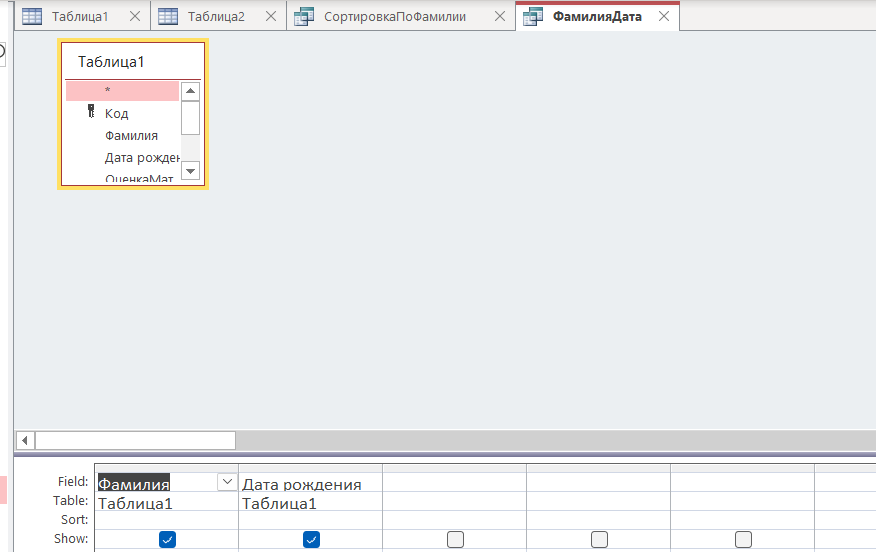 Таблица1 Таблица2 СортировкаПоФамилии ФамилияДата
Таблица1
*
Код
Фамилия
Дата рожден
ОценкаМат
Field: Фамилия Дата рождения
Table: Таблица1 Таблица1
Sort:
Show: